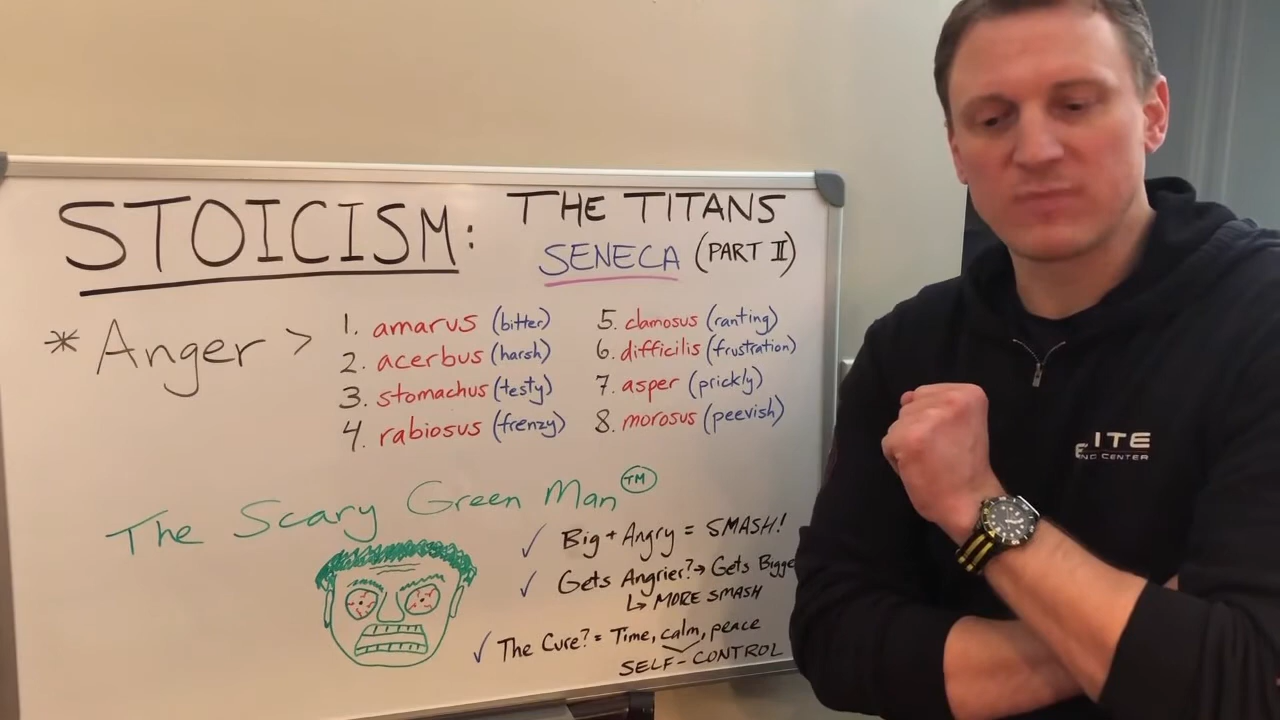 STOICISM: THE TITANS
SENECA (PART II)
* Anger >
1. amarus (bitter)
2. acerbus (harsh)
3. stomachus (testy)
4. rabiosus (frenzy)
5. clamosus (ranting)
6. difficilis (frustration)
7. asper (prickly)
8. morosus (peevish)
The Scary Green Man TM
✓ Big + Angry = SMASH!
✓ Gets Angrier? → Gets Bigge
↳ MORE SMASH
✓ The Cure? = Time, calm, peace
SELF-CONTROL
ITE
CENTER